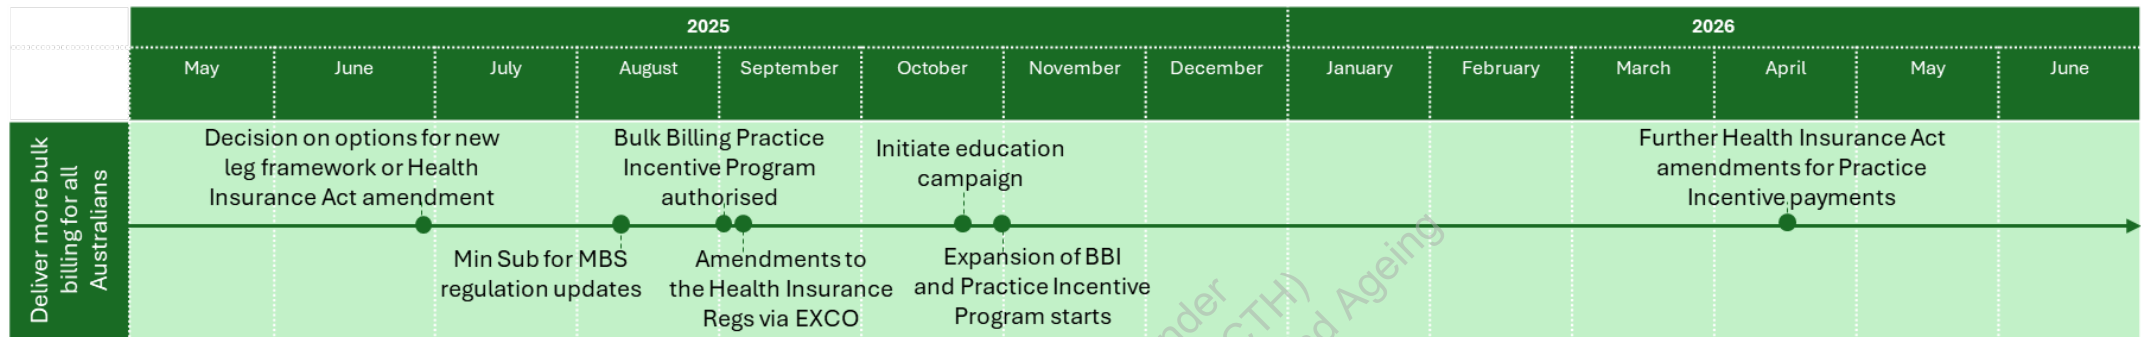 2025
2026
May
June
July
August
September
October
November
December
January
February
March
April
May
June
Deliver more bulk
billing for all
Australians
Decision on options for new
leg framework or Health
Insurance Act amendment
Min Sub for MBS
regulation updates
Bulk Billing Practice
Incentive Program
authorised
Amendments to
the Health Insurance
Regs via EXCO
Initiate education
campaign
Expansion of BBI
and Practice Incentive
Program starts
Further Health Insurance Act
amendments for Practice
Incentive payments
CTH)
Ageing